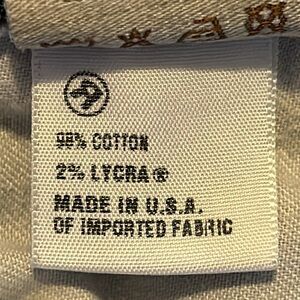 98% COTTON
2% LYCRA®
MADE IN U.S.A.
OF IMPORTED FABRIC